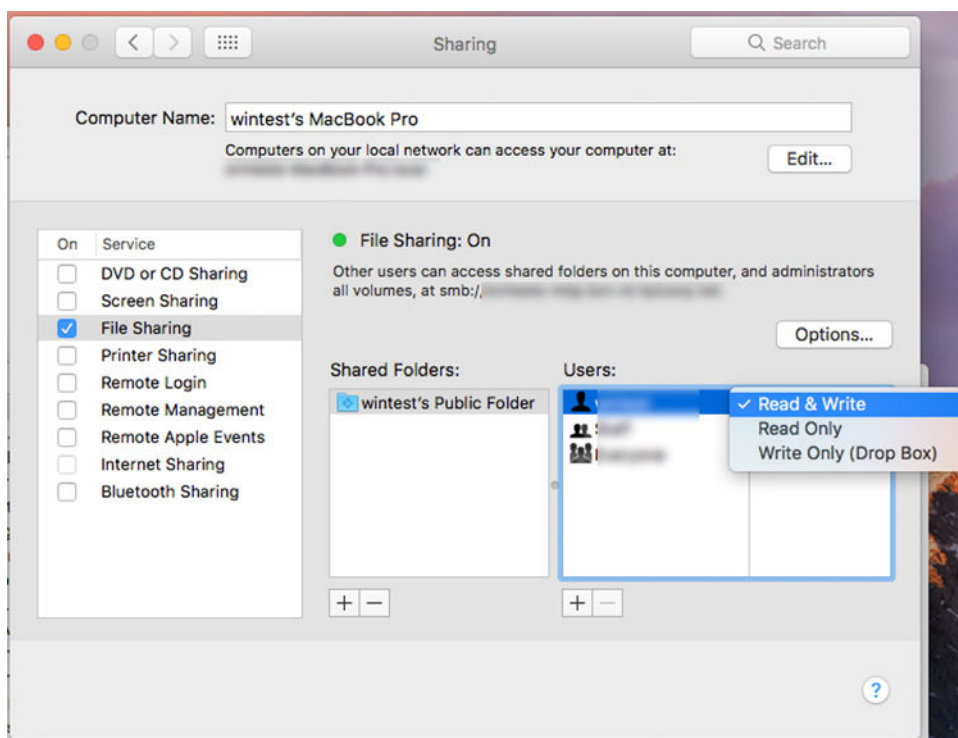 Sharing
Search
Computer Name: wintest's MacBook Pro
Computers on your local network can access your computer at:
Edit...
On Service
DVD or CD Sharing
Screen Sharing
File Sharing
Printer Sharing
Remote Login
Remote Management
Remote Apple Events
Internet Sharing
Bluetooth Sharing
File Sharing: On
Other users can access shared folders on this computer, and administrators
all volumes, at smb:/
Options...
Shared Folders:
wintest's Public Folder
Users:
Read & Write
Read Only
Write Only (Drop Box)
+ −
+ −
?